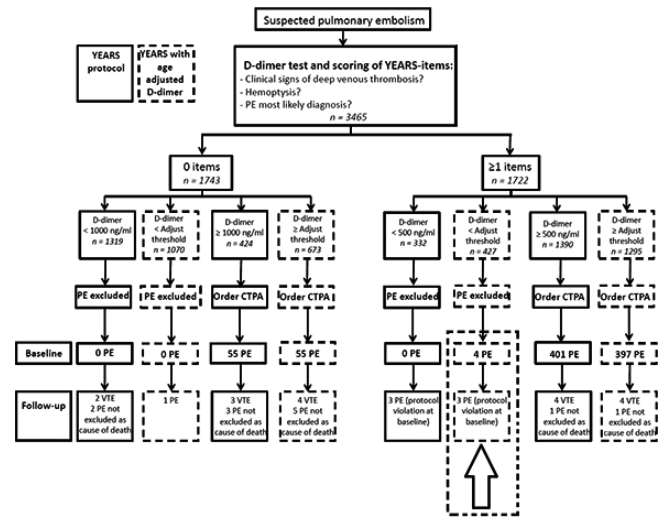 Suspected pulmonary embolism
YEARS
protocol
YEARS with
age
adjusted
D-dimer
D-dimer test and scoring of YEARS-items:
- Clinical signs of deep venous thrombosis?
- Hemoptysis?
- PE most likely diagnosis?
n = 3465
0 items
n = 1743
≥1 items
n = 1722
D-dimer
< 1000 ng/ml
n = 1319
D-dimer
< Adjust
threshold
n = 1070
D-dimer
≥ 1000 ng/ml
n = 424
D-dimer
≥ Adjust
threshold
n = 673
D-dimer
< 500 ng/ml
n = 332
D-dimer
< Adjust
threshold
n = 427
D-dimer
≥ 500 ng/ml
n = 1390
D-dimer
≥ Adjust
threshold
n = 1295
PE excluded
PE excluded
Order CTPA
Order CTPA
PE excluded
PE excluded
Order CTPA
Order CTPA
Baseline
0 PE
0 PE
55 PE
55 PE
0 PE
4 PE
401 PE
397 PE
Follow-up
2 VTE
2 PE not
excluded as
cause of death
1 PE
3 VTE
3 PE not
excluded as
cause of death
4 VTE
5 PE not
excluded as
cause of death
3 PE (protocol
violation at
baseline)
3 PE (protocol)
violation at
baseline)
4 VTE
1 PE not
excluded as
cause of death
4 VTE
1 PE not
excluded as
cause of death